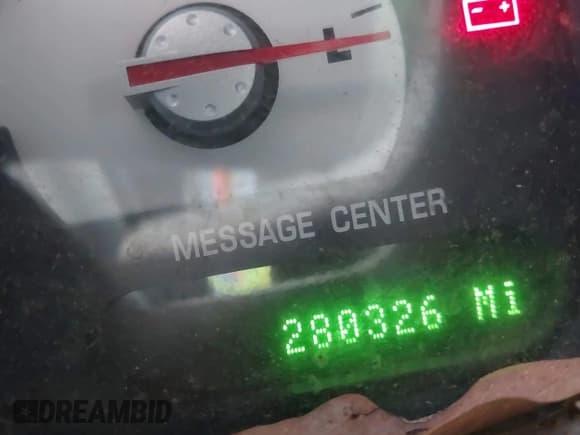 L
- +
MESSAGE CENTER
280326 Mi
DREAMBID